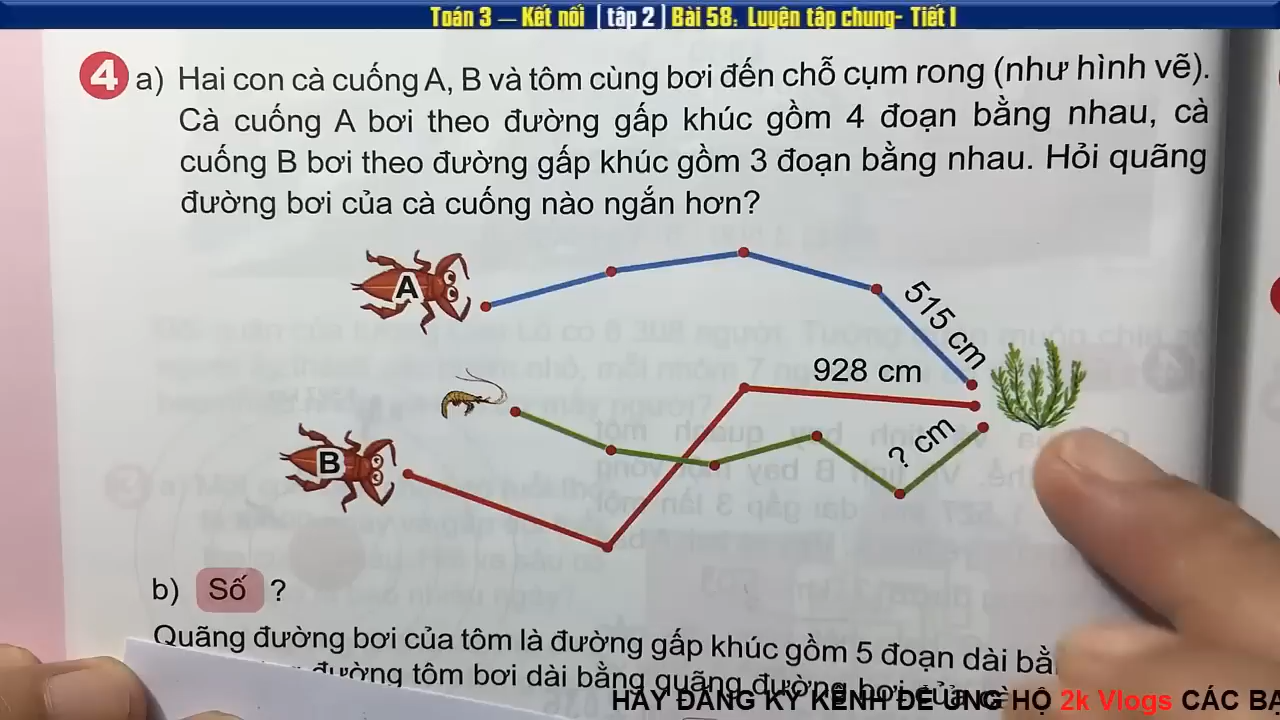 Toán 3 – Kết nối (tập 2) Bài 58: Luyện tập chung- Tiết 1
4 a) Hai con cà cuống A, B và tôm cùng bơi đến chỗ cụm rong (như hình vẽ).
Cà cuống A bơi theo đường gấp khúc gồm 4 đoạn bằng nhau, cà
cuống B bơi theo đường gấp khúc gồm 3 đoạn bằng nhau. Hỏi quãng
đường bơi của cà cuống nào ngắn hơn?
A
515 cm
928 cm
? cm
B
b) Số ?
Quãng đường bơi của tôm là đường gấp khúc gồm 5 đoạn dài
đường tôm bơi dài bằng quãng đường bơi của
HÃY ĐĂNG KÝ KÊNH ĐỂ ỦNG HỘ 2k Vlogs CÁC